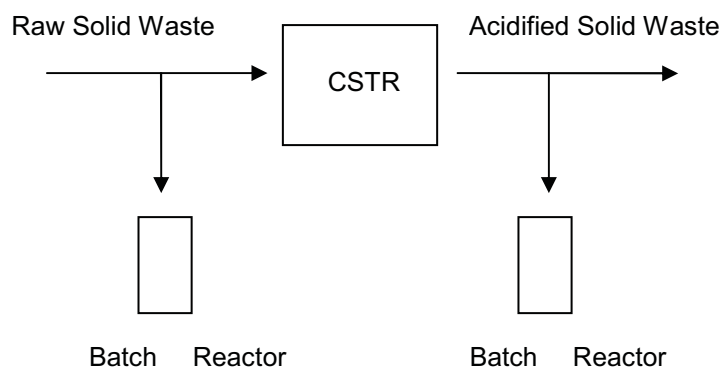 Raw Solid Waste
Acidified Solid Waste
CSTR
Batch Reactor
Batch Reactor